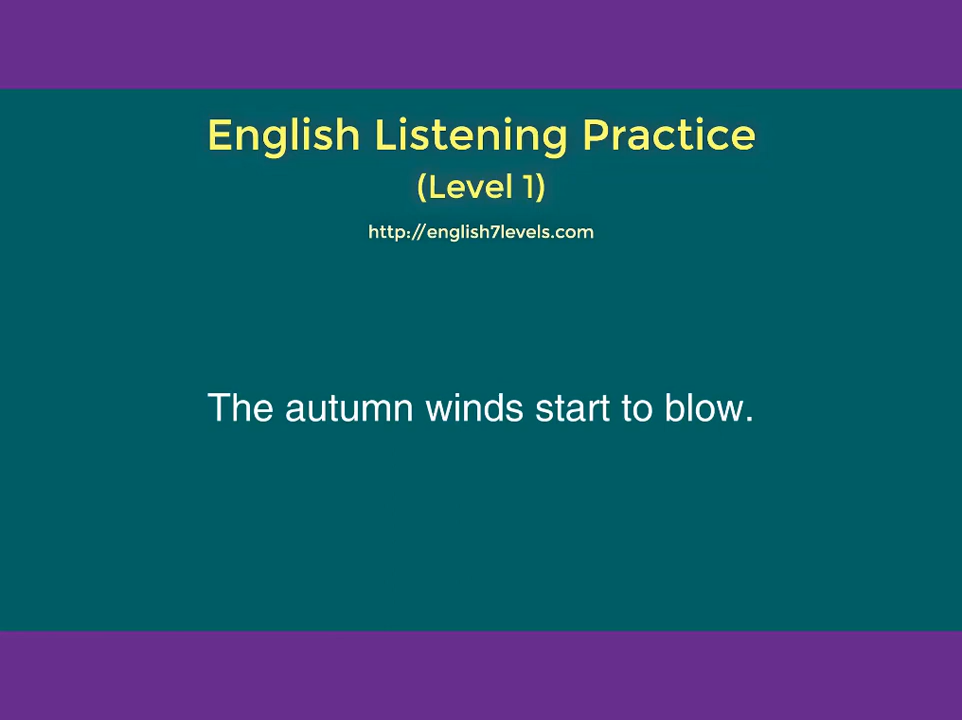 English Listening Practice
(Level 1)
http://english7levels.com
The autumn winds start to blow.